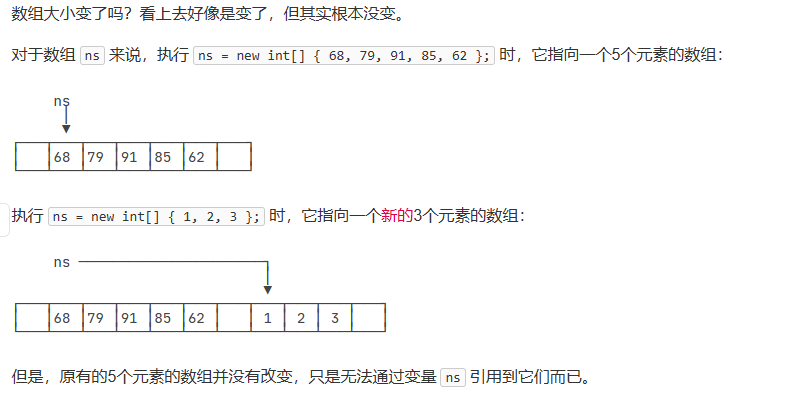 数组大小变了吗？看上去好像是变了，但其实根本没变。
对于数组 ns 来说，执行 ns = new int[] { 68, 79, 91, 85, 62 }; 时，它指向一个5个元素的数组：
ns
68 79 91 85 62
执行 ns = new int[] { 1, 2, 3 }; 时，它指向一个新的3个元素的数组：
ns
68 79 91 85 62 1 2 3
但是，原有的5个元素的数组并没有改变，只是无法通过变量 ns 引用到它们而已。